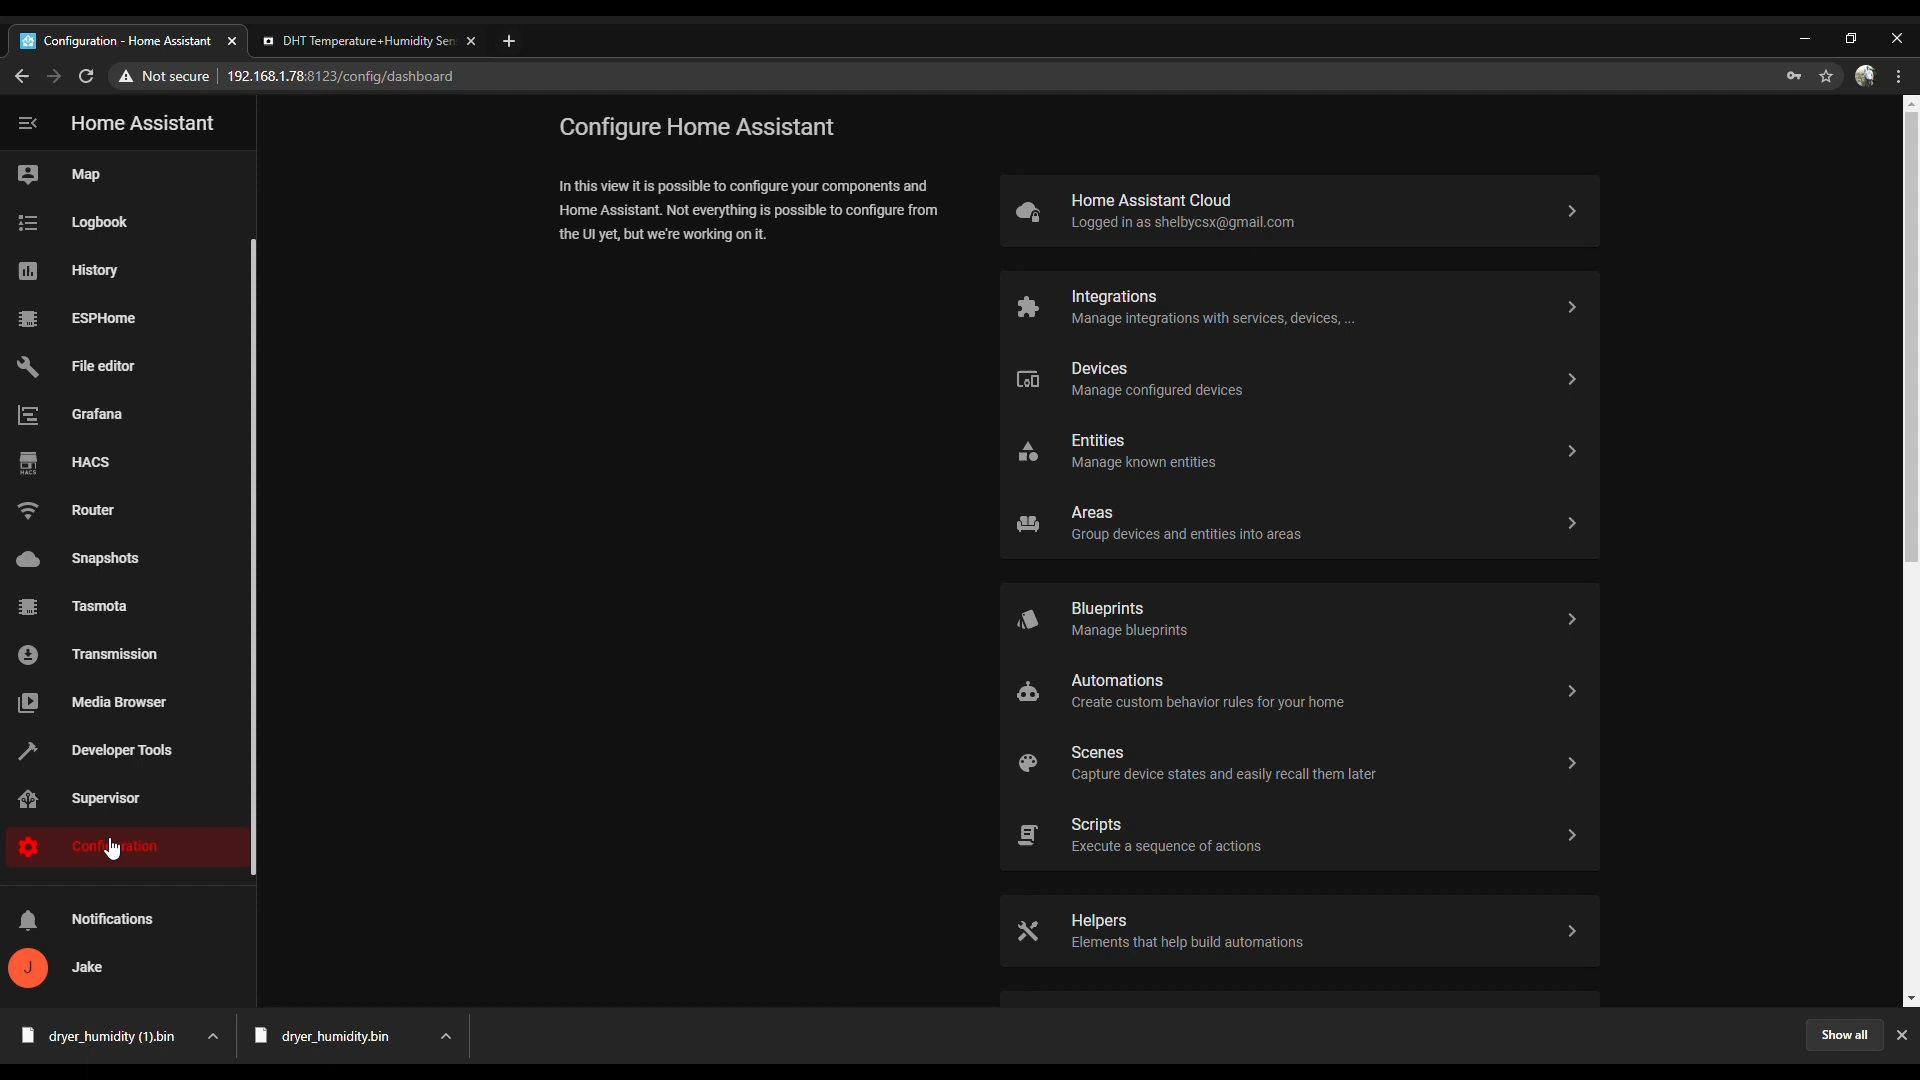 Configuration - Home Assistant
DHT Temperature+Humidity Sen
Not secure
192.168.1.78:8123/config/dashboard
Home Assistant
Map
Logbook
History
ESPHome
File editor
Grafana
HACS
Router
Snapshots
Tasmota
Transmission
Media Browser
Developer Tools
Supervisor
Notifications
J
Jake
Configure Home Assistant
In this view it is possible to configure your components and
Home Assistant. Not everything is possible to configure from
the UI yet, but we're working on it.
Home Assistant Cloud
Logged in as shelbycsx@gmail.com
Integrations
Manage integrations with services, devices, ...
Devices
Manage configured devices
Entities
Manage known entities
Areas
Group devices and entities into areas
Blueprints
Manage blueprints
Automations
Create custom behavior rules for your home
Scenes
Capture device states and easily recall them later
Scripts
Execute a sequence of actions
Helpers
Elements that help build automations
dryer_humidity (1).bin
dryer_humidity.bin
Show all